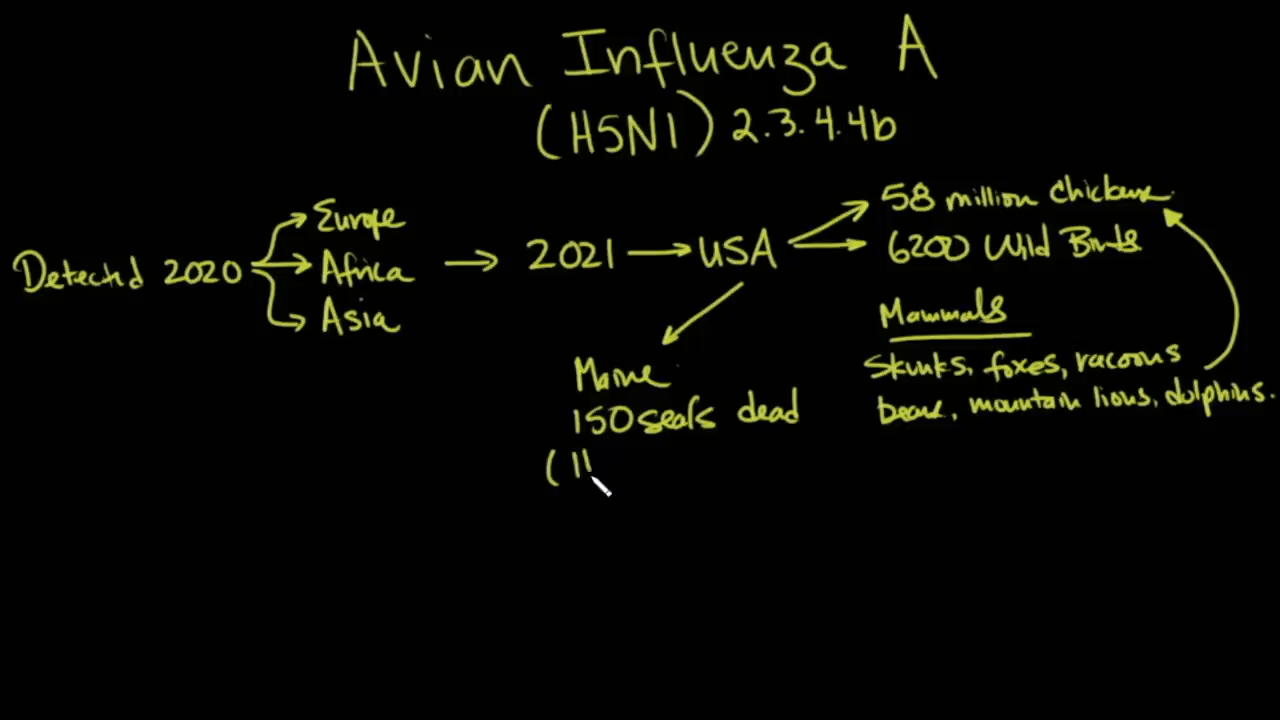 Avian Influenza A
(H5N1) 2.3.4.4b
Detected 2020
Europe
Africa
Asia
2021
USA
58 million Chickens
6200 Wild Birds
Mammals
Skunks, foxes, racoons
bears, mountain lions, dolphins.
Maine
150 seals dead
(11